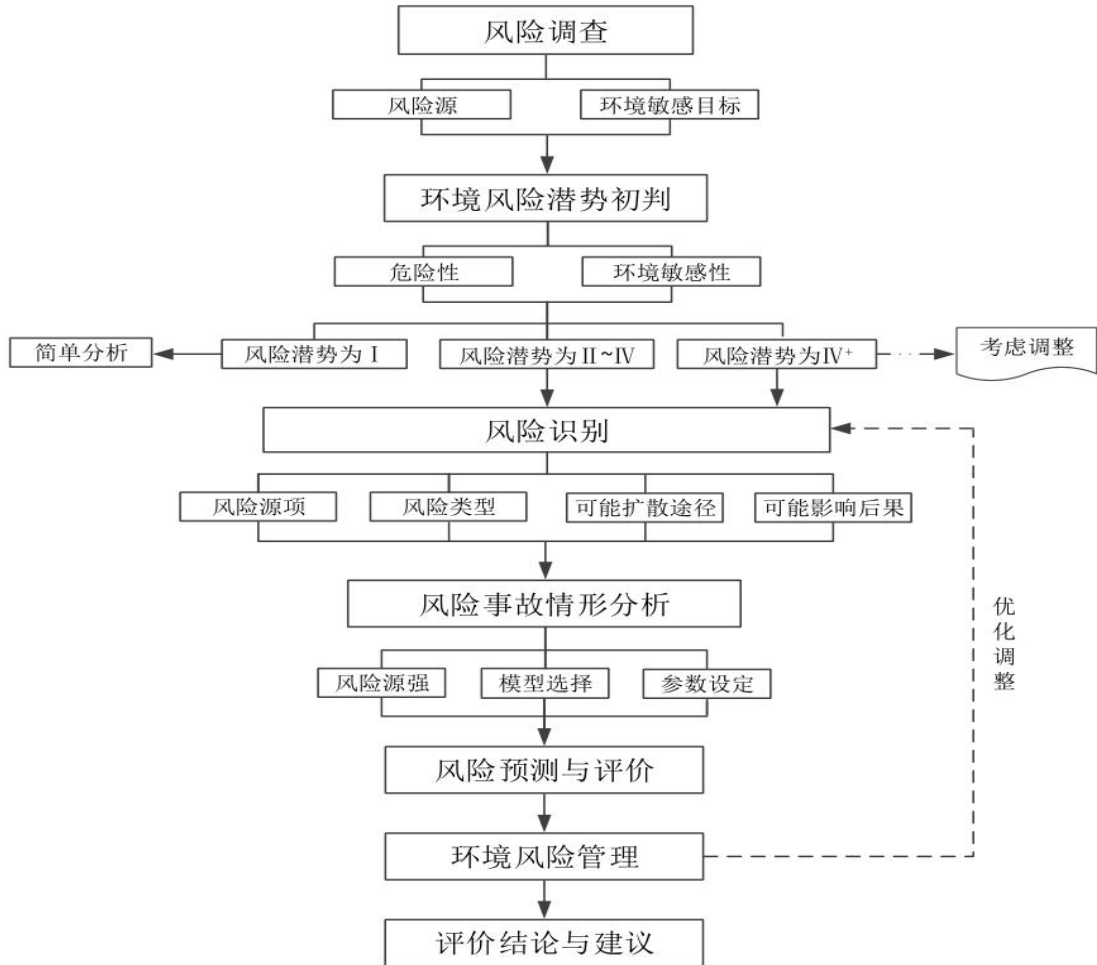 风险调查
风险源
环境敏感目标
环境风险潜势初判
危险性
环境敏感性
简单分析
风险潜势为Ⅰ
风险潜势为Ⅱ~Ⅳ
风险潜势为Ⅳ⁺
考虑调整
风险识别
风险源项
风险类型
可能扩散途径
可能影响后果
风险事故情形分析
优化调整
风险源强
模型选择
参数设定
风险预测与评价
环境风险管理
评价结论与建议